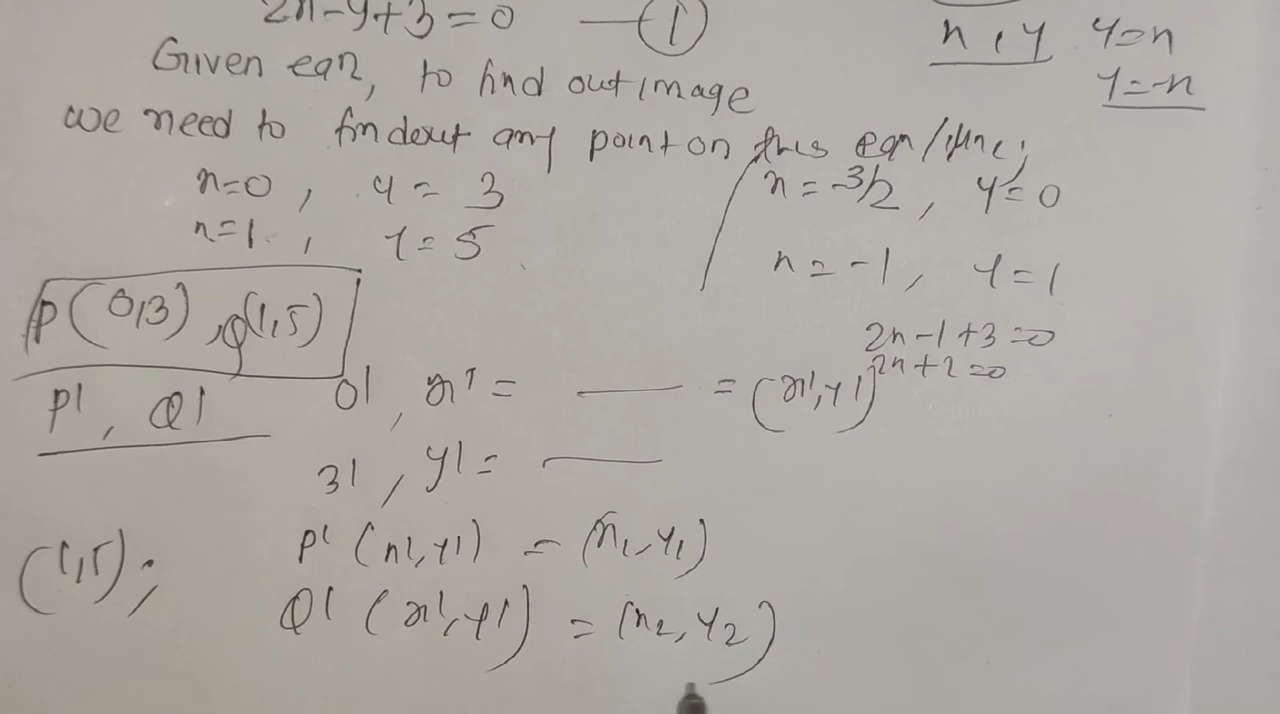 2x-y+3=0 — ①
x, y y=x
y=-x
Given eqn, to find out image
we need to findout any point on this eqn/line;
x=0, y=3
x=1, y=5
x=-3/2, y=0
x=-1, y=1
2x-1+3=0
2x+2=0
P(0,3), Q(1,5)
P', Q'
0', x'= — = (x',y')
3', y'= —
(1,5);
P'(x',y') = (x₁,y₁)
Q'(x',y') = (x₂,y₂)